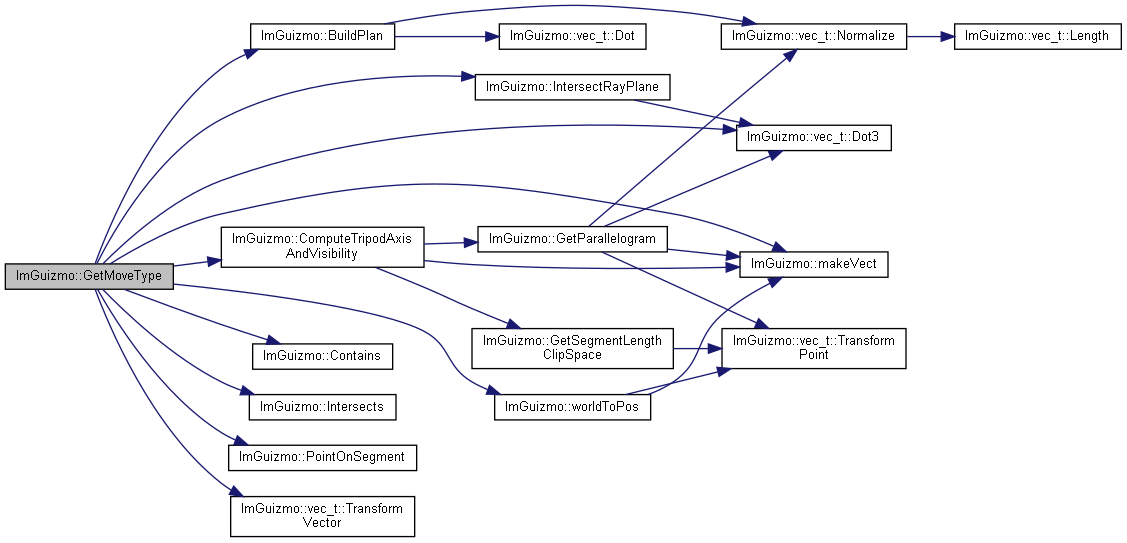 ImGuizmo::BuildPlan
ImGuizmo::vec_t::Dot
ImGuizmo::vec_t::Normalize
ImGuizmo::vec_t::Length
ImGuizmo::IntersectRayPlane
ImGuizmo::vec_t::Dot3
ImGuizmo::GetMoveType
ImGuizmo::ComputeTripodAxis
AndVisibility
ImGuizmo::GetParallelogram
ImGuizmo::makeVect
ImGuizmo::GetSegmentLength
ClipSpace
ImGuizmo::vec_t::Transform
Point
ImGuizmo::Contains
ImGuizmo::Intersects
ImGuizmo::worldToPos
ImGuizmo::PointOnSegment
ImGuizmo::vec_t::Transform
Vector